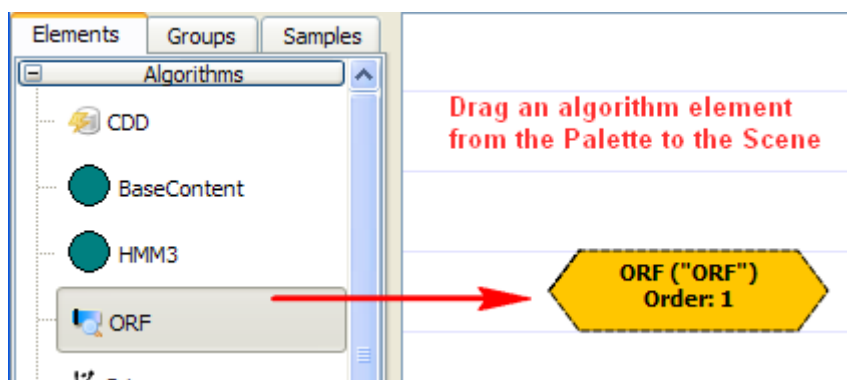 Elements Groups Samples
Algorithms
CDD
BaseContent
HMM3
ORF
Drag an algorithm element
from the Palette to the Scene
ORF ("ORF")
Order: 1